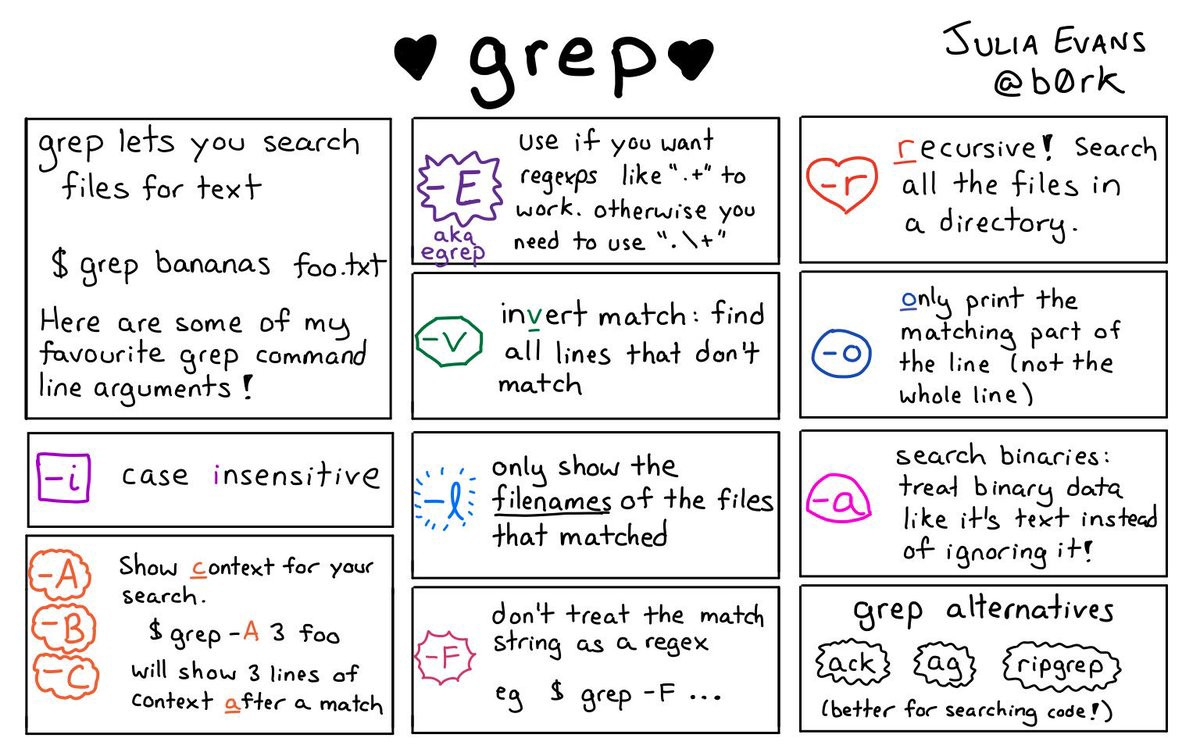 ♥ grep ♥
JULIA EVANS
@b0rk
grep lets you search
files for text
$ grep bananas foo.txt
Here are some of my
favourite grep command
line arguments!
-E
aka
egrep
use if you want
regexps like ".+" to
work. otherwise you
need to use ".\+"
-r
recursive! Search
all the files in
a directory.
-v
invert match: find
all lines that don't
match
-o
only print the
matching part of
the line (not the
whole line)
-i
case insensitive
-l
only show the
filenames of the files
that matched
-a
search binaries:
treat binary data
like it's text instead
of ignoring it!
-A
-B
-C
Show context for your
search.
$ grep -A 3 foo
will show 3 lines of
context after a match
-F
don't treat the match
string as a regex
eg $ grep -F ...
grep alternatives
ack ag ripgrep
(better for searching code!)